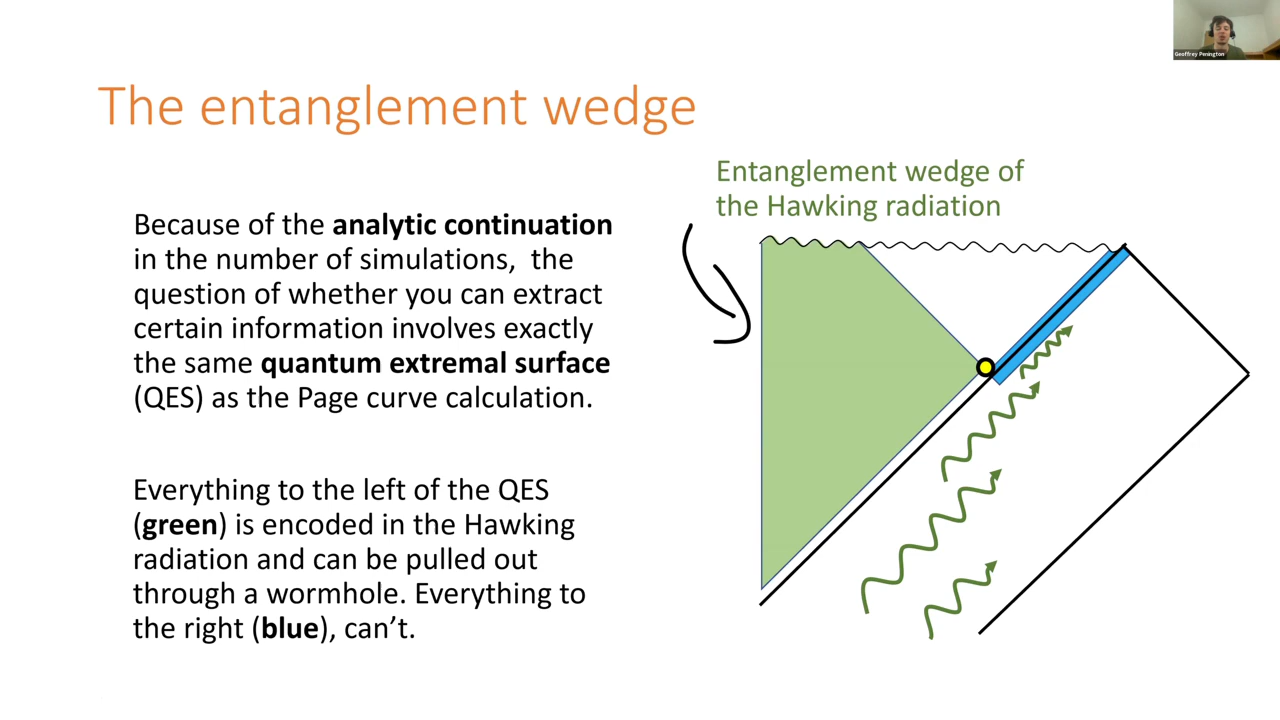 Geoffrey Penington
The entanglement wedge
Entanglement wedge of
the Hawking radiation
Because of the analytic continuation
in the number of simulations,  the
question of whether you can extract
certain information involves exactly
the same quantum extremal surface
(QES) as the Page curve calculation.
Everything to the left of the QES
(green) is encoded in the Hawking
radiation and can be pulled out
through a wormhole. Everything to
the right (blue), can’t.